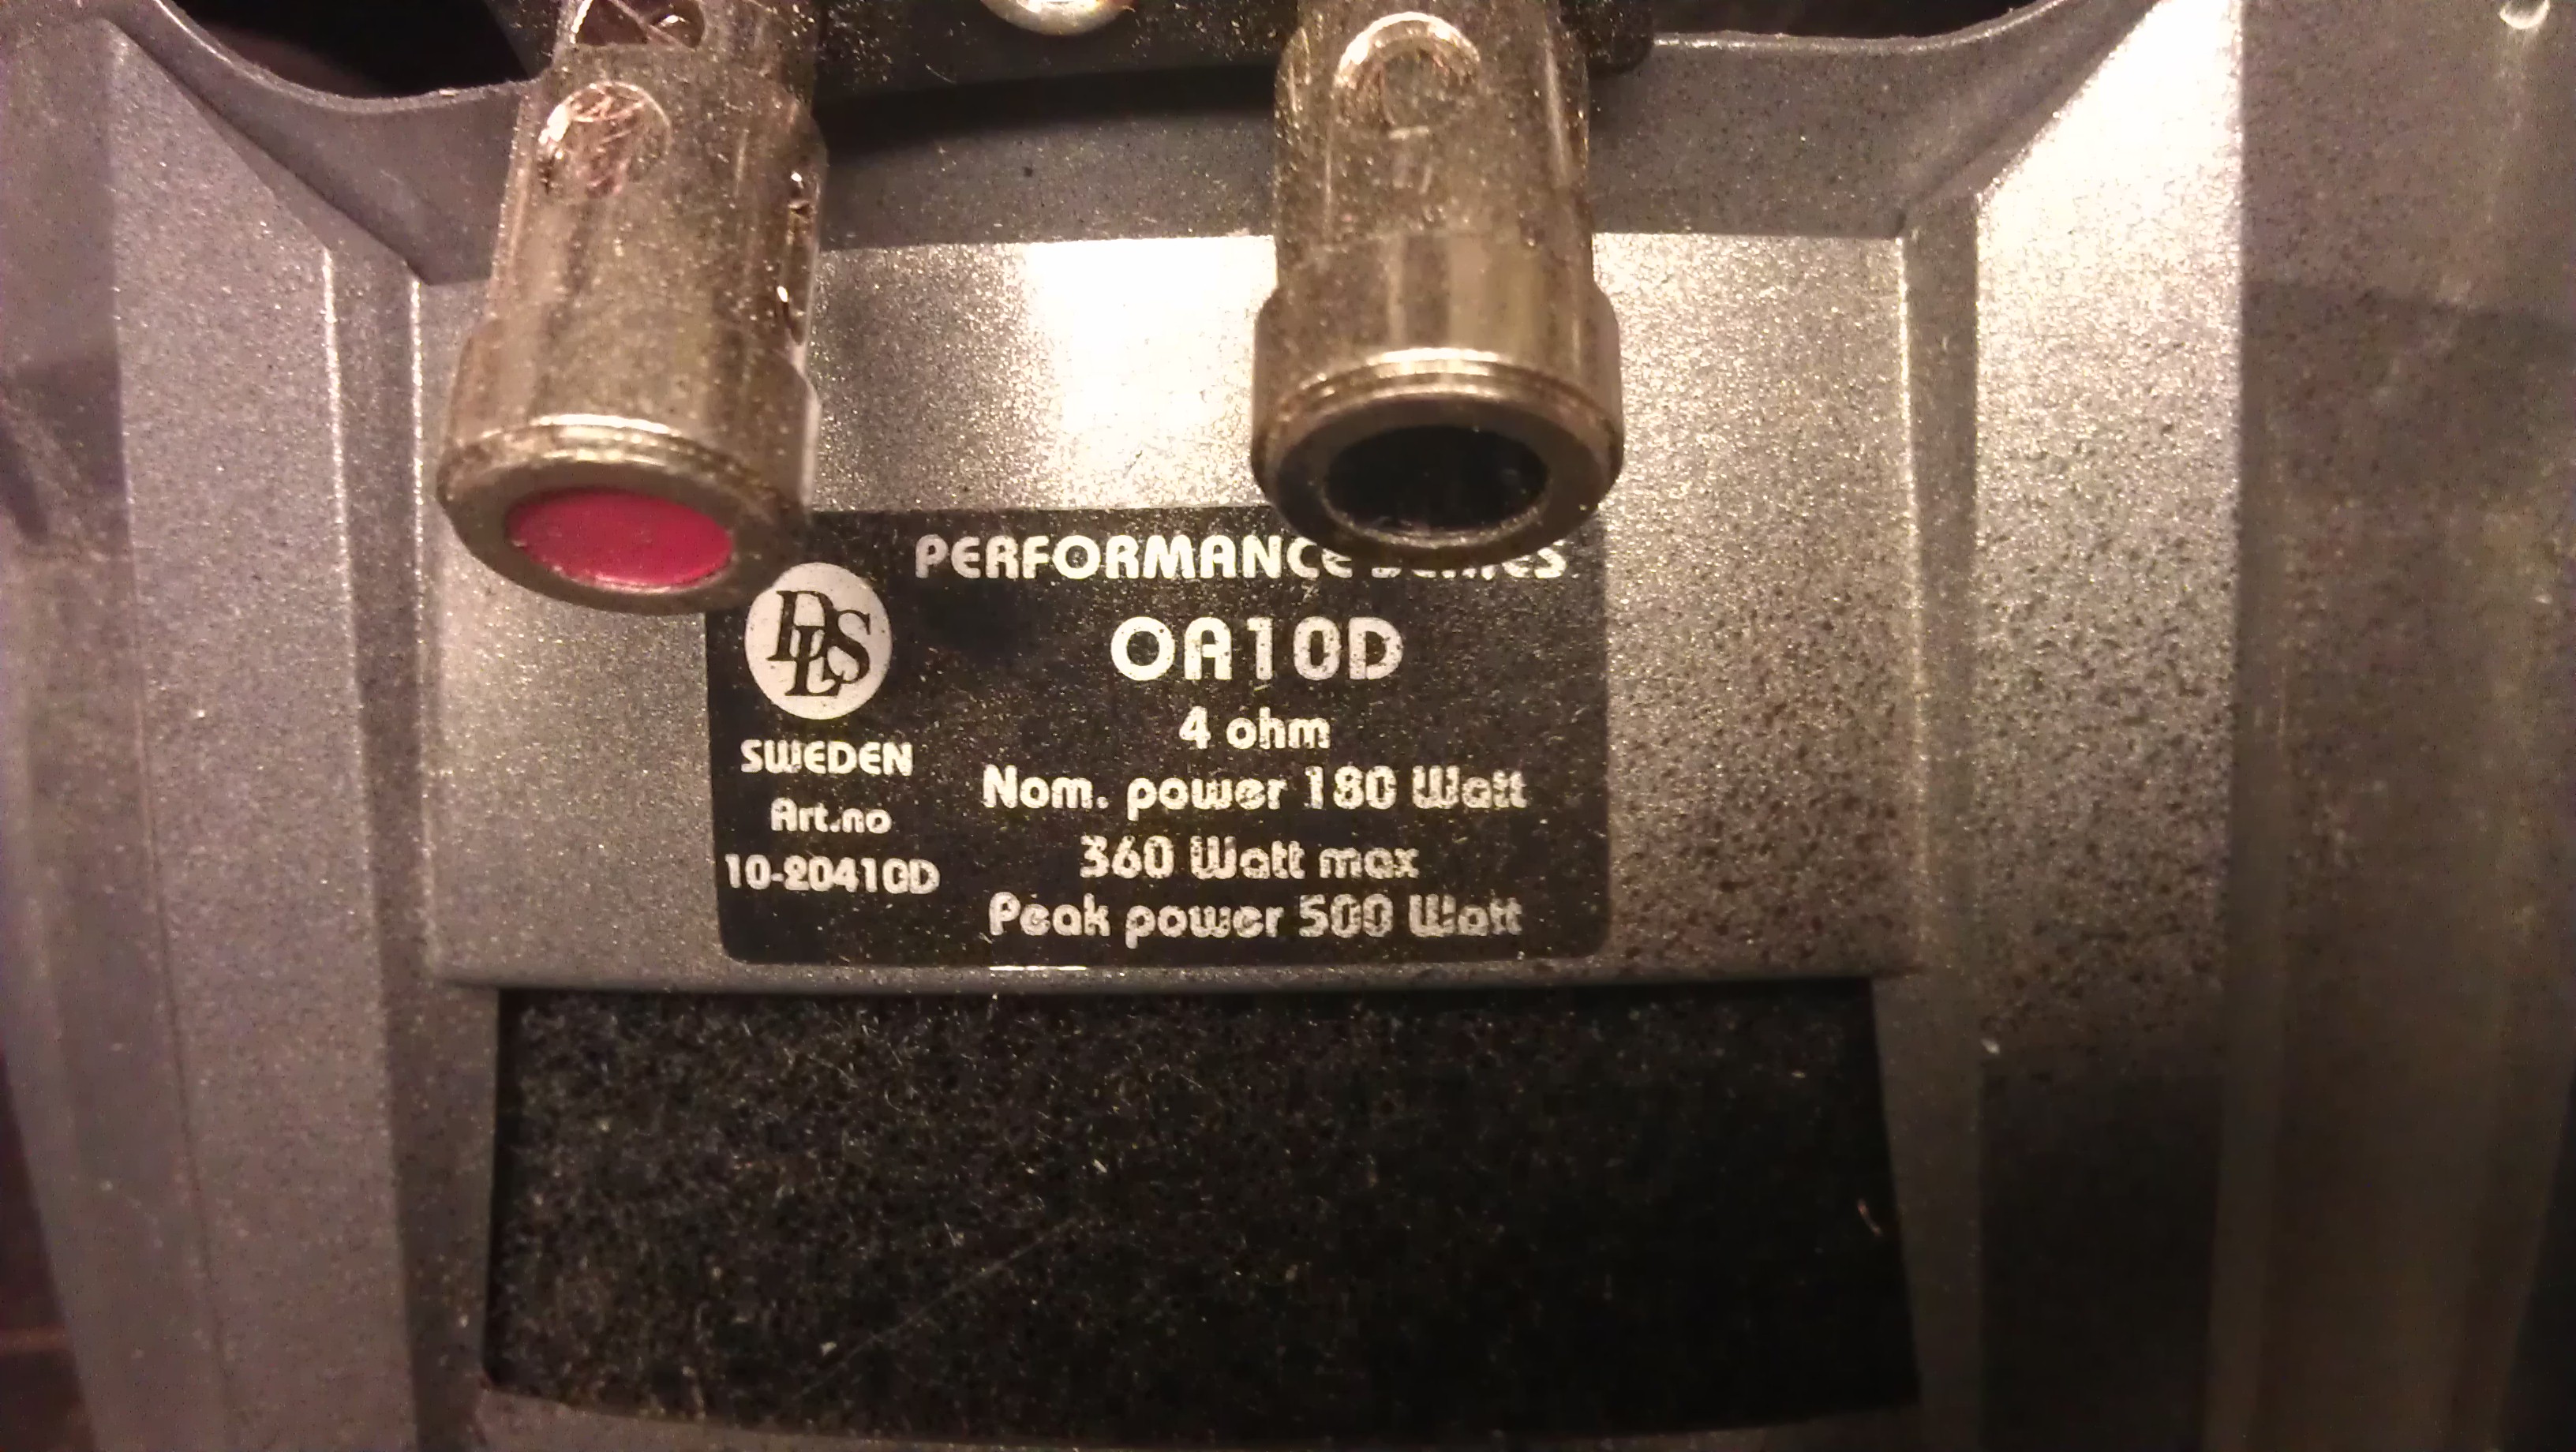 PERFORMANCE SERIES
DLS
OA10D
4 ohm
SWEDEN
Nom. power 180 Watt
Art.no
360 Watt max
10-20410D
Peak power 500 Watt